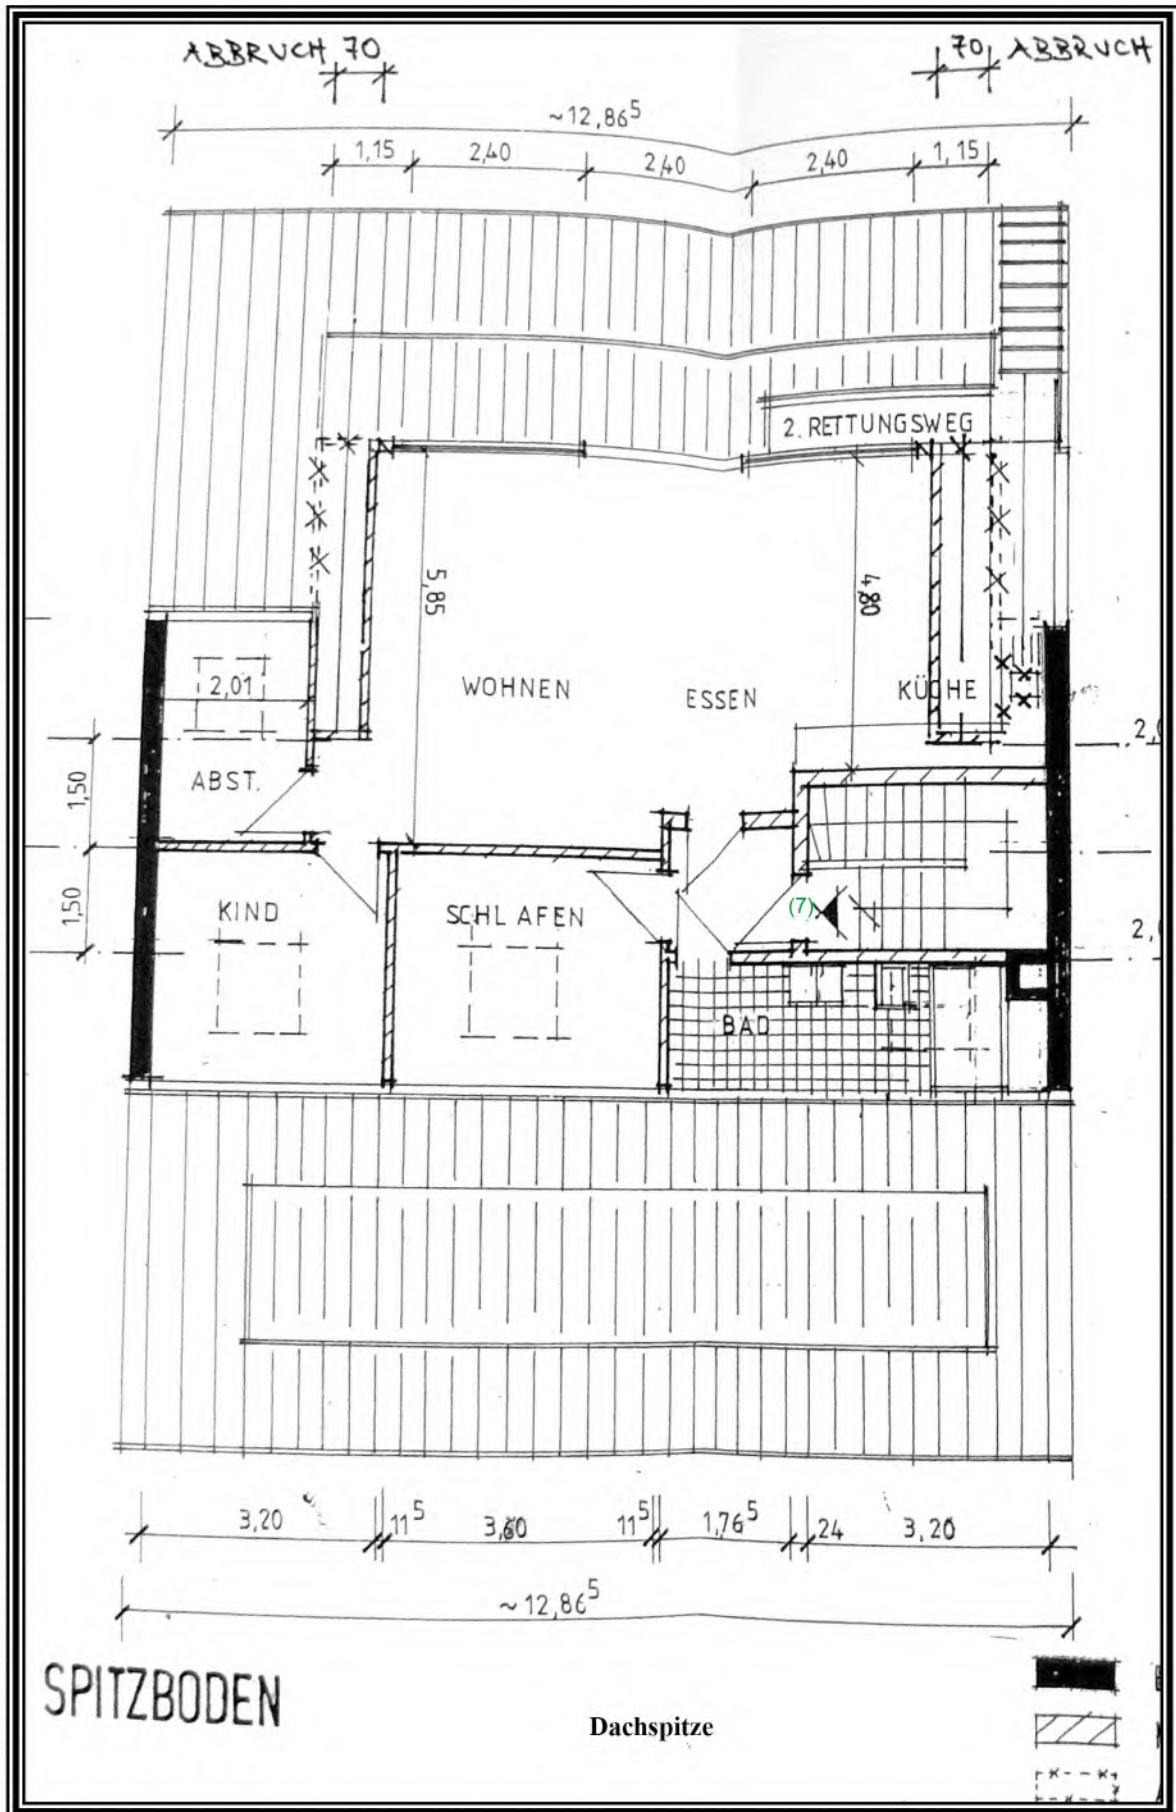 ABBRUCH 70
70 ABBRUCH
~12,86⁵
1,15 2,40 2,40 2,40 1,15
2. RETTUNGSWEG
5,85
4,80
2,01
WOHNEN
ESSEN
KÜCHE
ABST.
1,50
1,50
KIND
SCHLAFEN
(7)
BAD
3,20 11⁵ 3,60 11⁵ 1,76⁵ 24 3,20
~12,86⁵
SPITZBODEN
Dachspitze